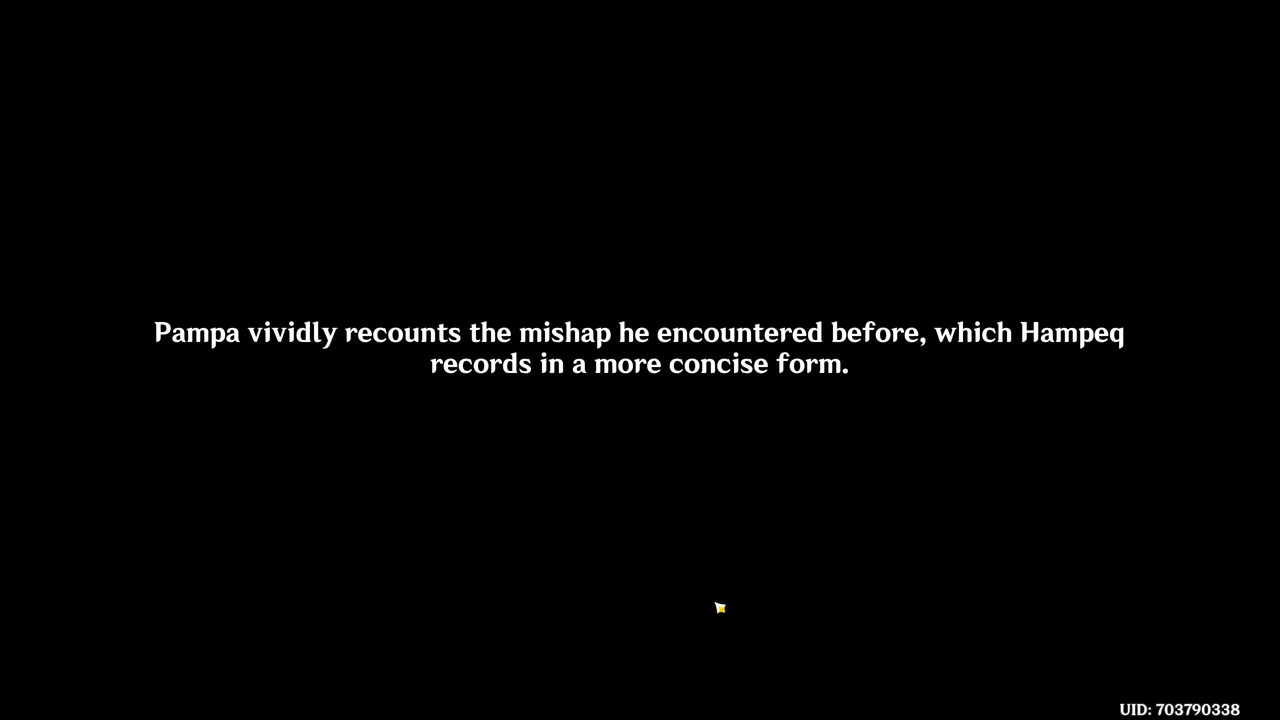 Pampa vividly recounts the mishap he encountered before, which Hampeq
records in a more concise form.
UID: 703790338